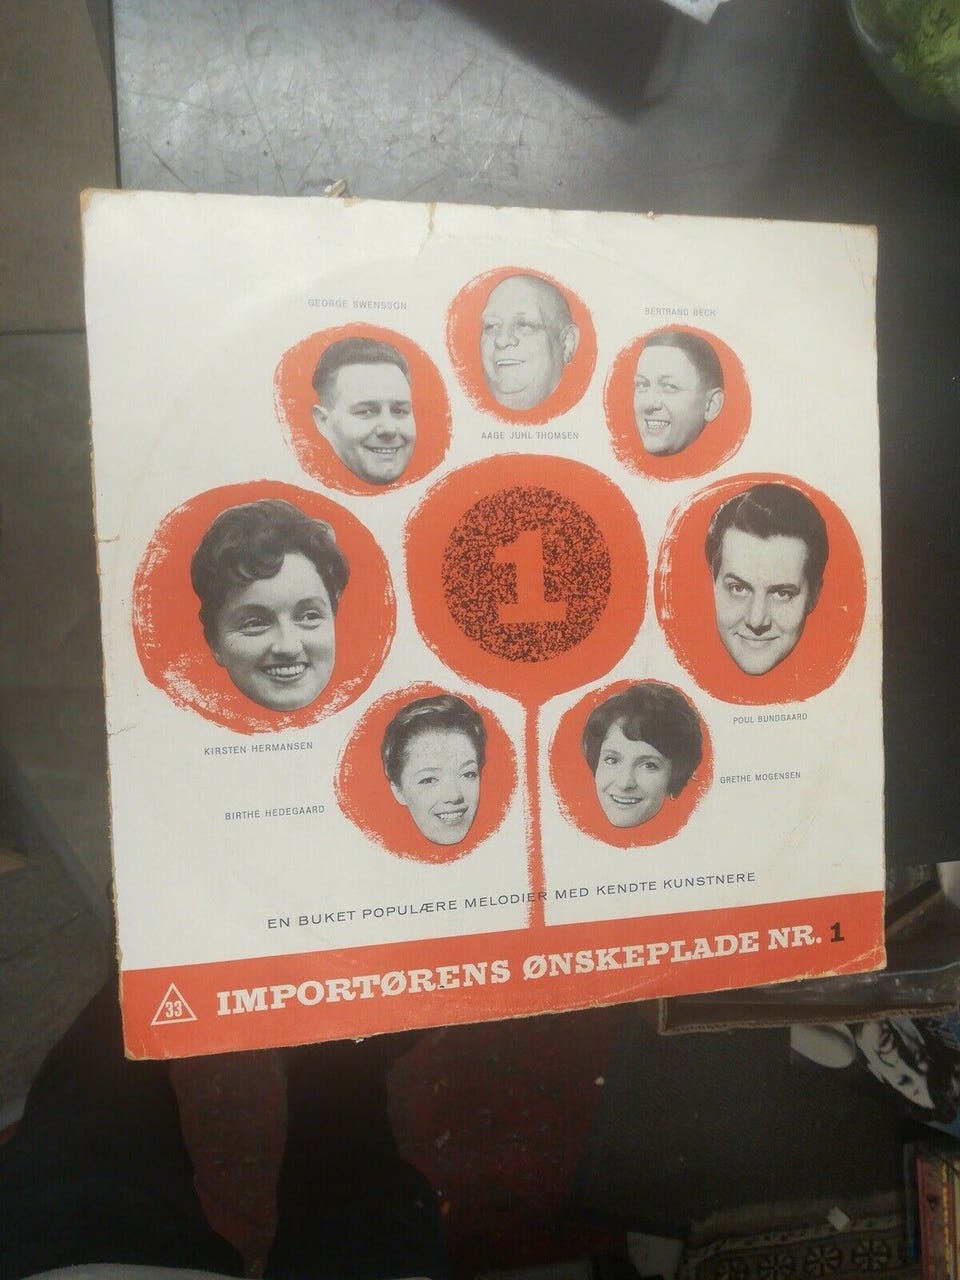 GEORGE SWENSSON
BERTRAND BECH
AAGE JUHL THOMSEN
1
KIRSTEN HERMANSEN
POUL BUNDGAARD
BIRTHE HEDEGAARD
GRETHE MOGENSEN
EN BUKET POPULÆRE MELODIER MED KENDTE KUNSTNERE
33 IMPORTØRENS ØNSKEPLADE NR. 1